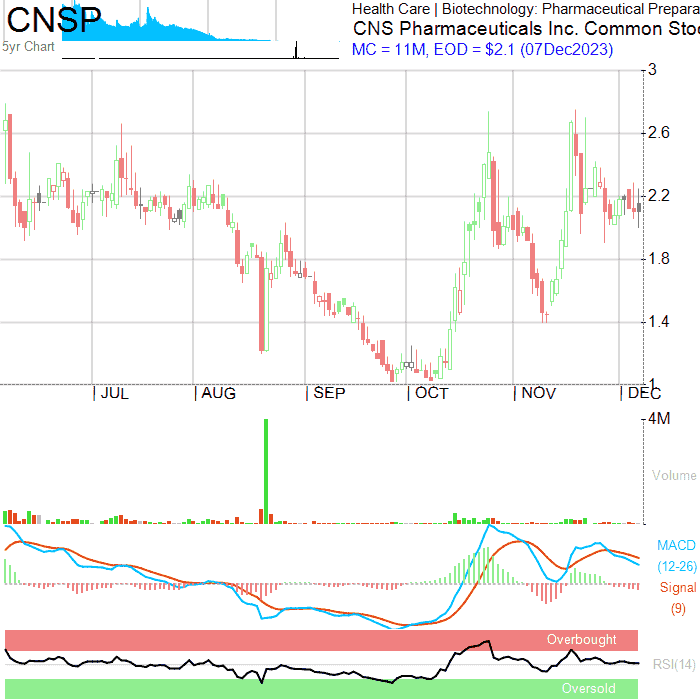 CNSP
5yr Chart
Health Care | Biotechnology: Pharmaceutical Prepara
CNS Pharmaceuticals Inc. Common Stoc
MC = 11M, EOD = $2.1 (07Dec2023)
3
2.6
2.2
1.8
1.4
1
| JUL | AUG | SEP | OCT | NOV | DEC
4M
Volume
MACD
(12-26)
Signal
(9)
Overbought
RSI(14)
Oversold